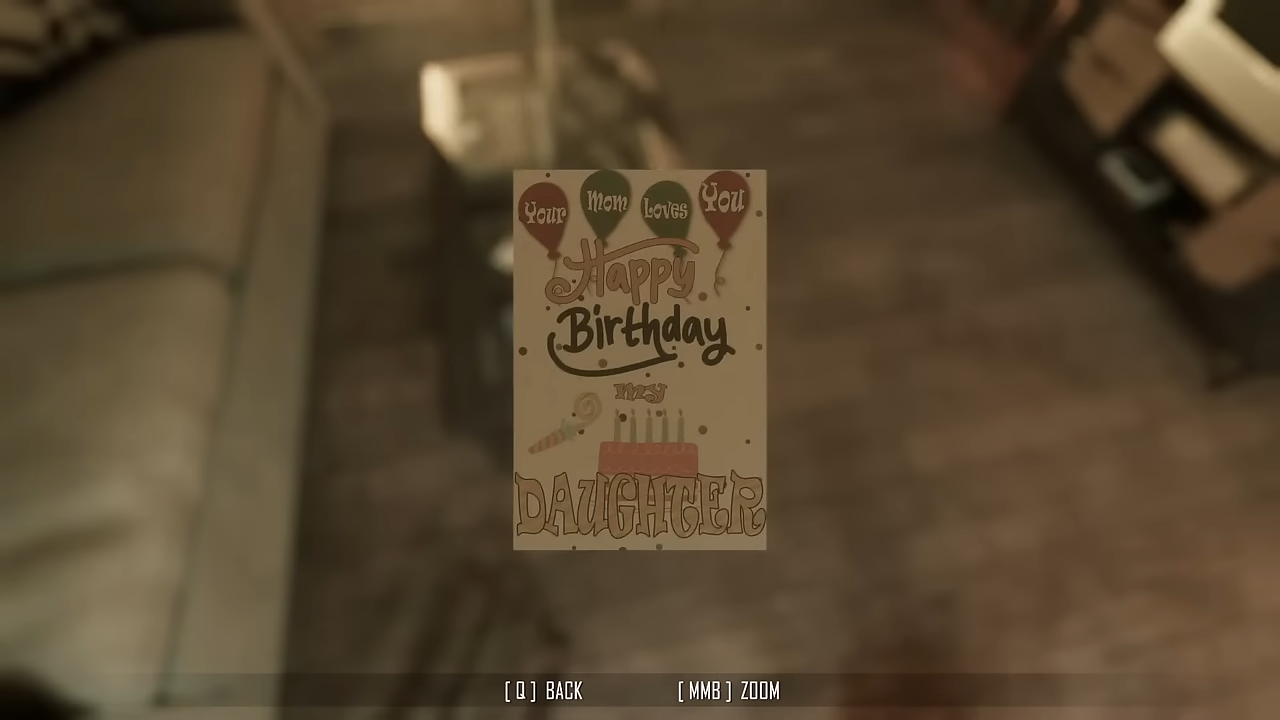 Your Mom Loves You
Happy
Birthday
my
DAUGHTER
[ Q ] BACK [ MMB ] ZOOM